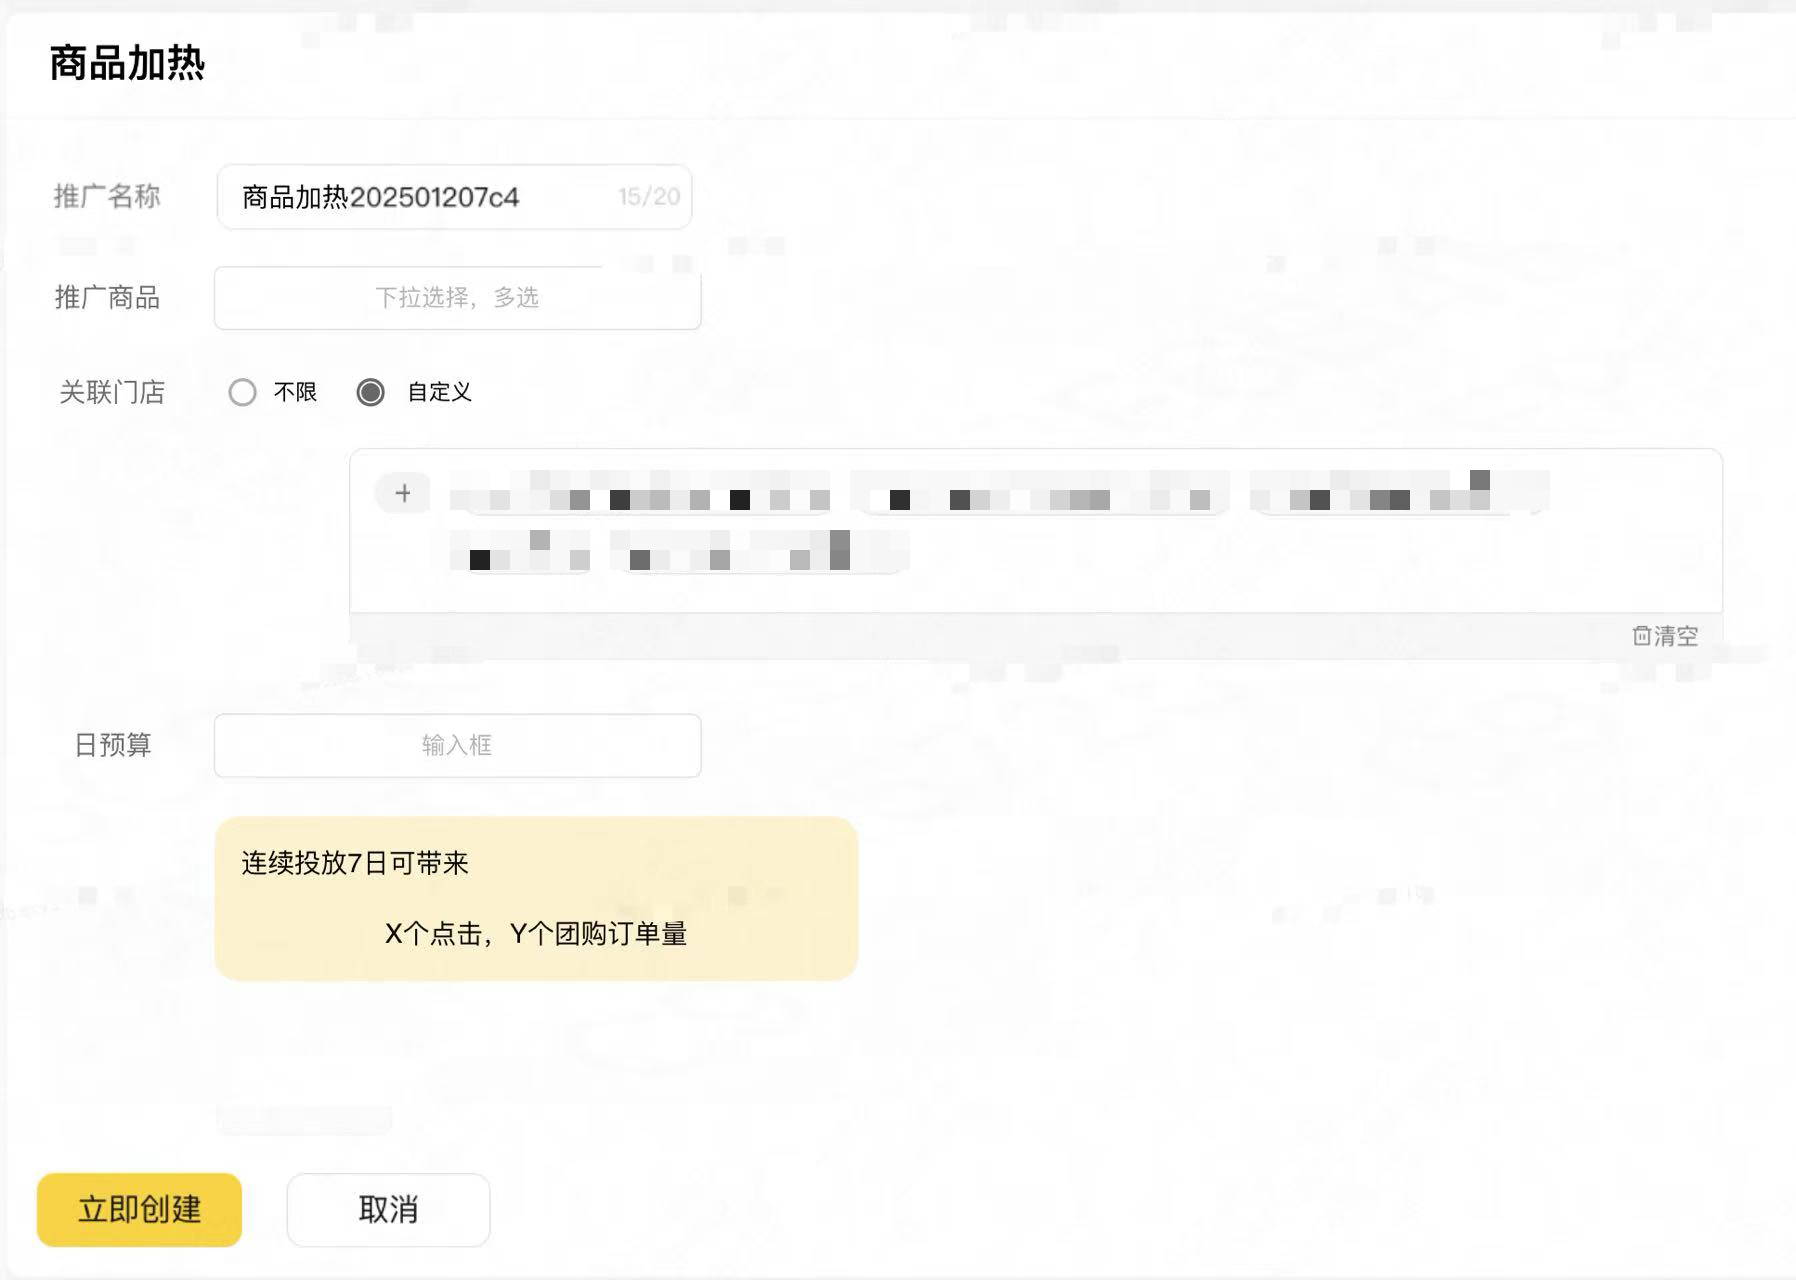 商品加热
推广名称 商品加热202501207c4 15/20
推广商品 下拉选择，多选
关联门店 不限 自定义
+
清空
日预算 输入框
连续投放7日可带来
X个点击，Y个团购订单量
立即创建 取消